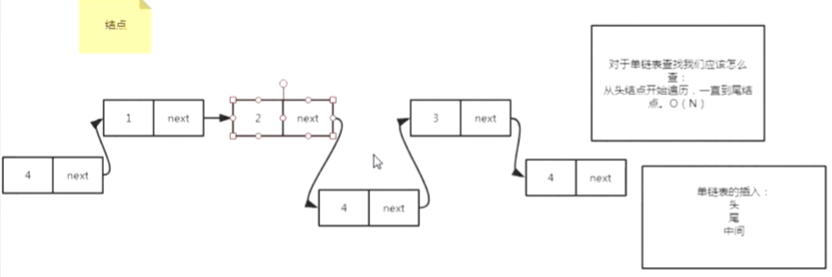 结点
对于单链表查找我们应该怎么
查：
从头结点开始遍历，一直到尾结
点。O（N）
1 next
2 next
3 next
4 next
4 next
4 next
单链表的插入：
头
尾
中间